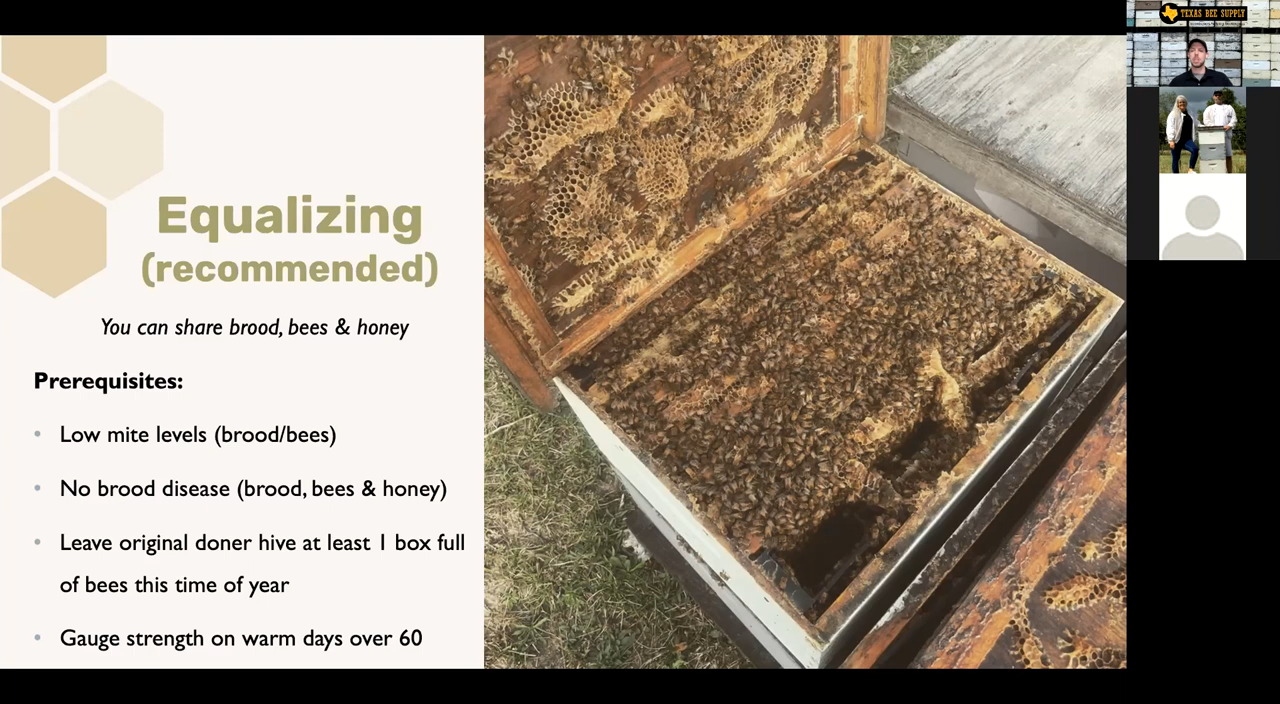 TEXAS BEE SUPPLY
Equalizing
(recommended)
You can share brood, bees & honey
Prerequisites:
• Low mite levels (brood/bees)
• No brood disease (brood, bees & honey)
• Leave original doner hive at least 1 box full
of bees this time of year
• Gauge strength on warm days over 60